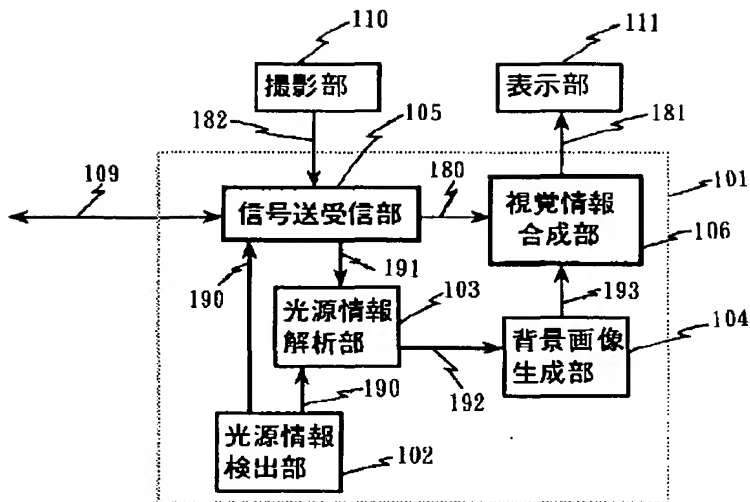 110
撮影部
111
表示部
182
105
181
109
180
101
信号送受信部
視覚情報
合成部
106
190
191
103
193
光源情報
解析部
104
背景画像
生成部
190
192
光源情報
検出部
102